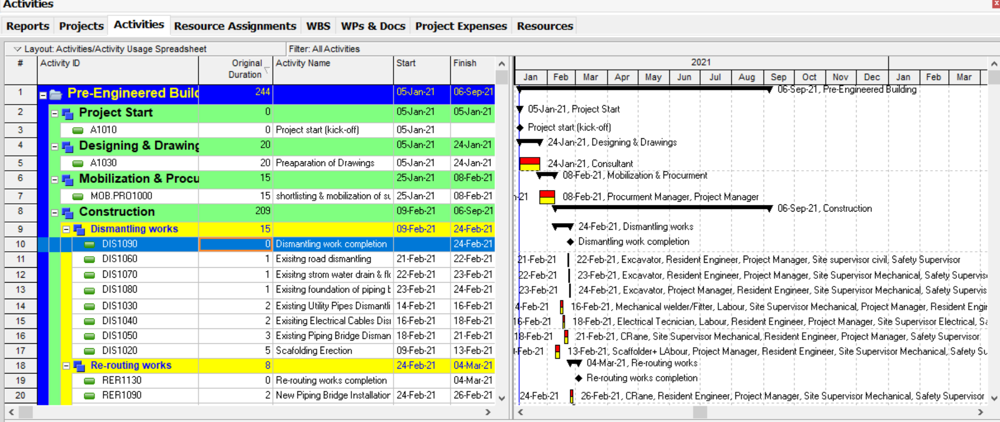 Activities
Reports Projects Activities Resource Assignments WBS WPs & Docs Project Expenses Resources
Layout: Activities/Activity Usage Spreadsheet Filter: All Activities
# Activity ID Original Duration Activity Name Start Finish
2021
Jan Feb Mar Apr May Jun Jul Aug Sep Oct Nov Dec Jan Feb Mar
1 Pre-Engineered Build 244 05-Jan-21 06-Sep-21 06-Sep-21, Pre-Engineered Building
2 Project Start 0 05-Jan-21 05-Jan-21 05-Jan-21, Project Start
3 A1010 0 Project start (kick-off) 05-Jan-21 Project start (kick-off)
4 Designing & Drawing 20 05-Jan-21 24-Jan-21 24-Jan-21, Designing & Drawings
5 A1030 20 Preaparation of Drawings 05-Jan-21 24-Jan-21 24-Jan-21, Consultant
6 Mobilization & Procu 15 25-Jan-21 08-Feb-21 08-Feb-21, Mobilization & Procurment
7 MOB.PRO1000 15 shortlisting & mobilization of 25-Jan-21 08-Feb-21 08-Feb-21, Procurment Manager, Project Manager
8 Construction 209 09-Feb-21 06-Sep-21 06-Sep-21, Construction
9 Dismantling works 15 09-Feb-21 24-Feb-21 24-Feb-21, Dismantling works
10 DIS1090 0 Dismantling work completion 24-Feb-21 Dismantling work completion
11 DIS1060 1 Exisitng road dismantling 21-Feb-21 22-Feb-21 21-Feb-21 22-Feb-21, Excavator, Resident Engineer, Project Manager, Site supervisor civil, Safety Supervisor
12 DIS1070 1 Exisitng strom water drain & 22-Feb-21 23-Feb-21 22-Feb-21 23-Feb-21, Excavator, Resident Engineer, Project Manager, Site Supervisor Mechanical, Safety Supervis
13 DIS1080 1 Exisitng foundation of piping 23-Feb-21 24-Feb-21 23-Feb-21 24-Feb-21, Excavator, Project Manager, Resident Engineer, Site Supervisor Mechanical, Safety Supervis
14 DIS1030 2 Existing Utility Pipes Dismantli 14-Feb-21 16-Feb-21 4-Feb-21 16-Feb-21, Mechanical welder/Fitter, Labour, Site Supervisor Mechanical, Project Manager, Resident Engir
15 DIS1040 2 Exisiting Electrical Cables 16-Feb-21 18-Feb-21 6-Feb-21 18-Feb-21, Electrical Tecnician, Labour, Resident Engineer, Project Manager, Site Supervisor Electrical,
16 DIS1050 3 Existing Piping Bridge Disman 18-Feb-21 21-Feb-21 18-Feb-21 21-Feb-21, CRane, Site Supervisor Mechanical, Resident Engineer, Project Manager, Safety Supervisor
17 DIS1020 5 Scafolding Erection 09-Feb-21 13-Feb-21 -Feb-21 13-Feb-21, Scaffolder+ LAbour, Project Manager, Resident Engineer, Site Supervisor Mechanical, Safety
18 Re-routing works 8 24-Feb-21 04-Mar-21 04-Mar-21, Re-routing works
19 RER1130 0 Re-routing works completion 04-Mar-21 Re-routing works completion
20 RER1090 2 New Piping Bridge Installation 24-Feb-21 26-Feb-21 24-Feb-21 26-Feb-21, CRane, Resident Engineer, Project Manager, Site Supervisor Mechanical, Safety Supervisor